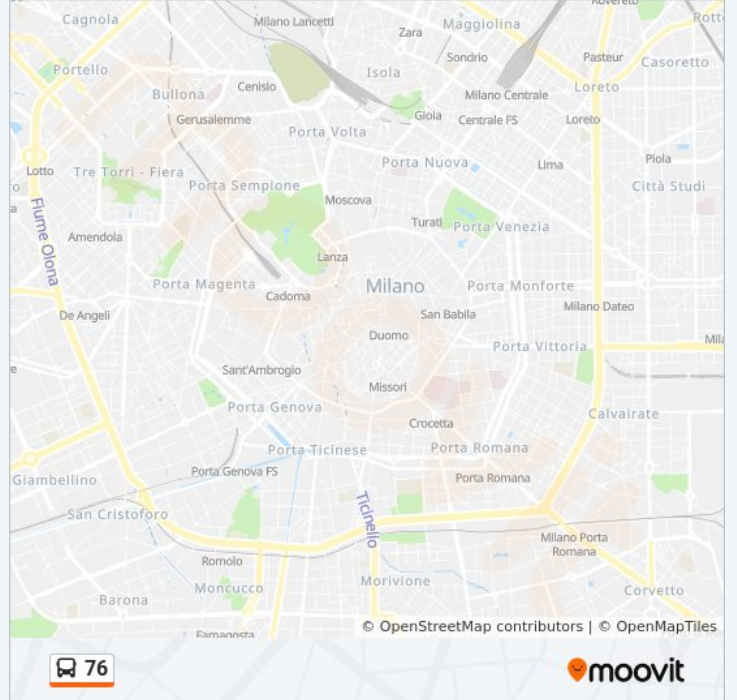 Rovereto
Cagnola
Milano Lancetti
Maggiolina
Rott
Zara
Sondrio
Pasteur
Casoretto
Portello
Isola
Bullona
Cenisio
Milano Centrale
Loreto
Gerusalemme
Gioia
Centrale FS
Loreto
Porta Volta
Lotto
Tre Torri - Fiera
Porta Nuova
Lima
Piola
o
Porta Sempione
Città Studi
a
Moscova
Turati
Porta Venezia
Fiume Olona
Amendola
Lanza
Porta Magenta
Milano
Porta Monforte
Cadorna
De Angeli
San Babila
Milano Dateo
Duomo
Porta Vittoria
Mila
e
Sant'Ambrogio
Missori
Porta Genova
Calvairate
Crocetta
Porta Ticinese
Porta Romana
Giambellino
Porta Genova FS
Porta Romana
San Cristoforo
Ticinello
Milano Porta
Romana
Romolo
Moncucco
Morivione
Corvetto
Barona
Famagosta
© OpenStreetMap contributors | © OpenMapTiles
76
moovit